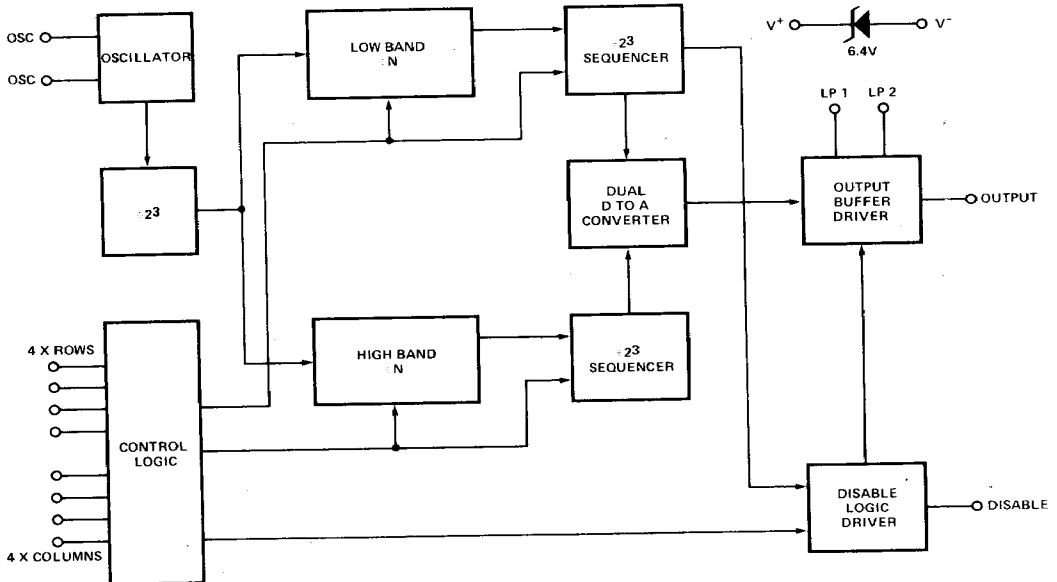 OSC
OSC
OSCILLATOR
÷2³
LOW BAND
÷N
÷2³
SEQUENCER
V⁺
V⁻
6.4V
LP 1
LP 2
DUAL
D TO A
CONVERTER
OUTPUT
BUFFER
DRIVER
OUTPUT
HIGH BAND
÷N
÷2³
SEQUENCER
4 X ROWS
CONTROL
LOGIC
4 X COLUMNS
DISABLE
LOGIC
DRIVER
DISABLE